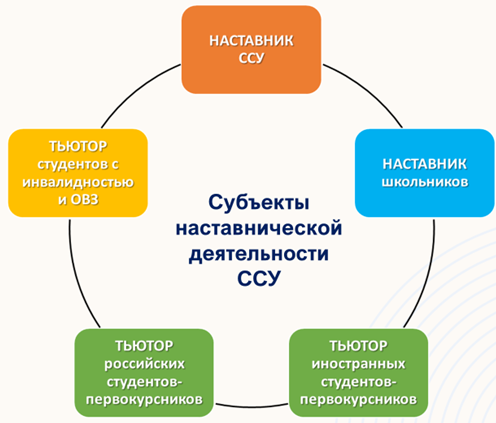 НАСТАВНИК
ССУ
ТЬЮТОР
студентов с
инвалидностью
и ОВЗ
НАСТАВНИК
школьников
Субъекты
наставнической
деятельности
ССУ
ТЬЮТОР
российских
студентов-
первокурсников
ТЬЮТОР
иностранных
студентов-
первокурсников